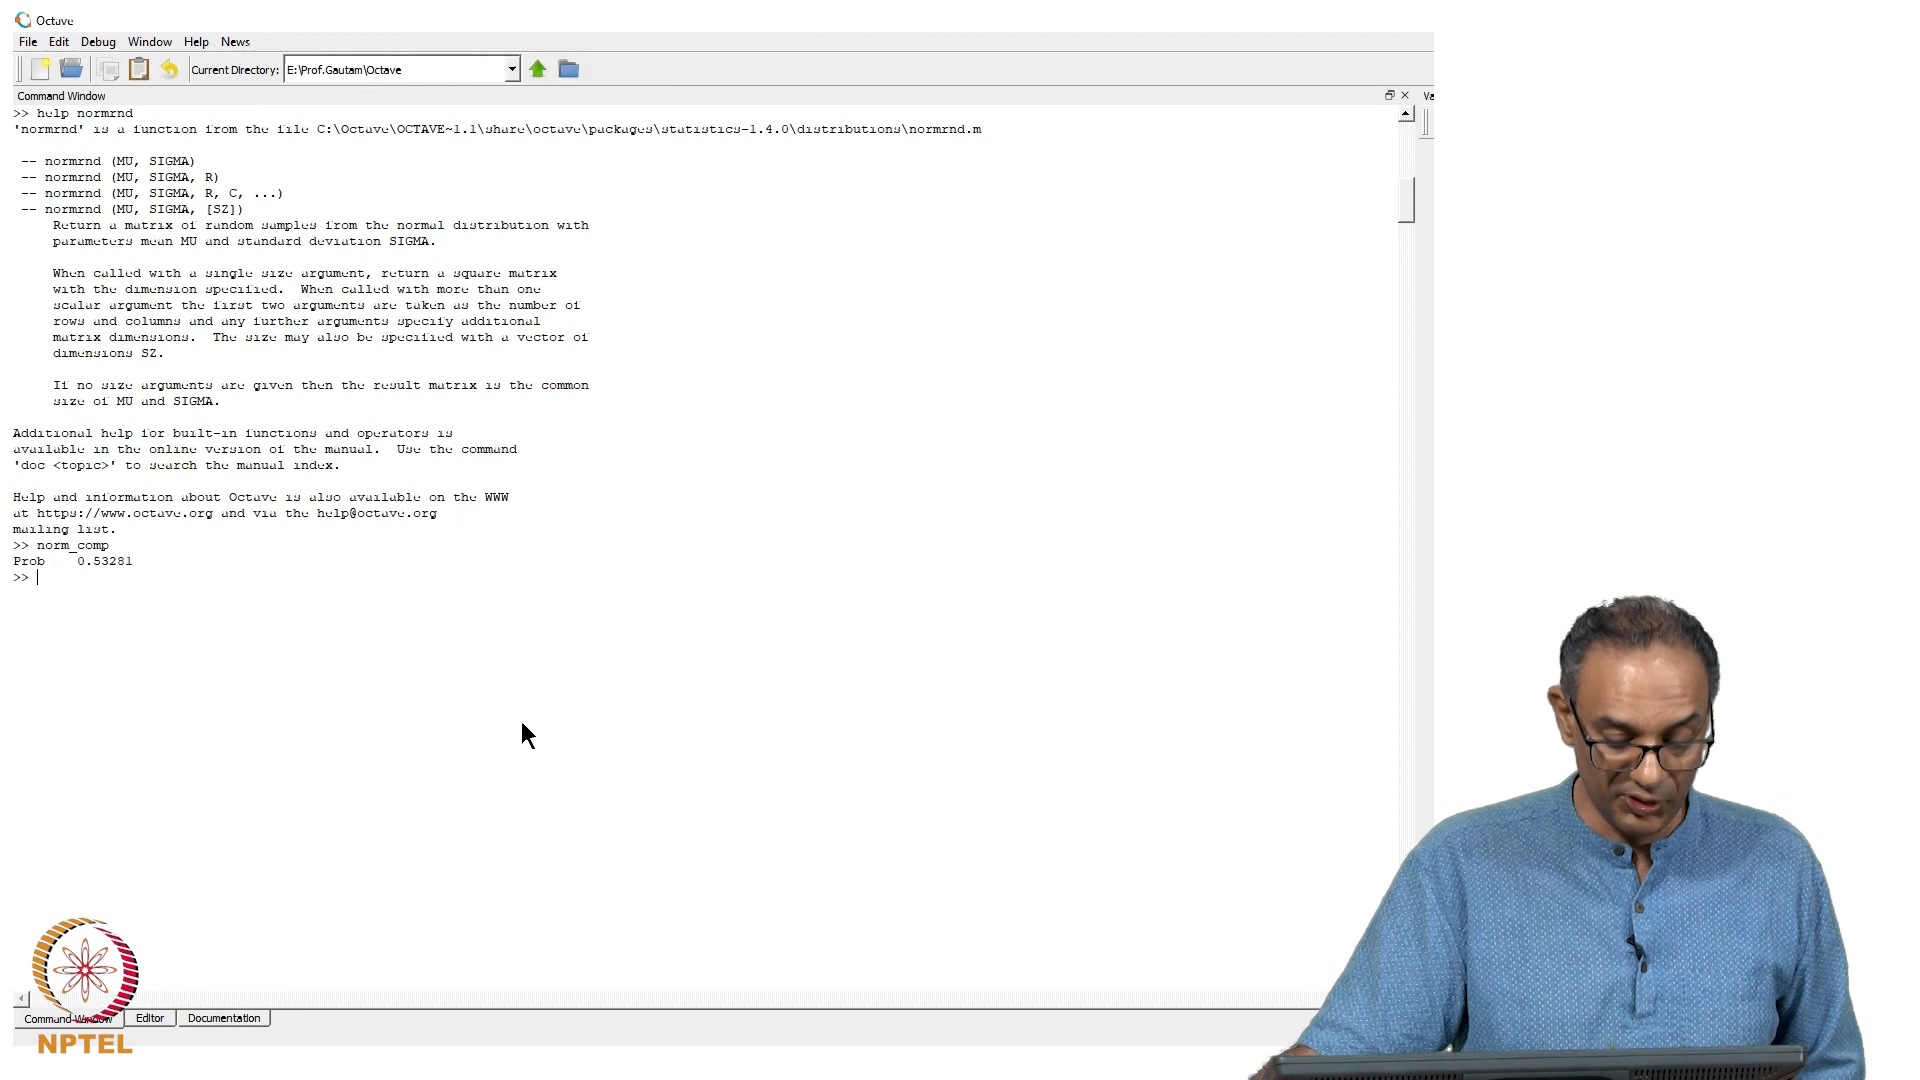 Octave
File Edit Debug Window Help News
Current Directory: E:\Prof.Gautam\Octave
Command Window
Va
>> help normrnd
'normrnd' is a function from the file C:\Octave\OCTAVE~1.1\share\octave\packages\statistics-1.4.0\distributions\normrnd.m
-- normrnd (MU, SIGMA)
-- normrnd (MU, SIGMA, R)
-- normrnd (MU, SIGMA, R, C, ...)
-- normrnd (MU, SIGMA, [SZ])
Return a matrix of random samples from the normal distribution with
parameters mean MU and standard deviation SIGMA.
When called with a single size argument, return a square matrix
with the dimension specified.  When called with more than one
scalar argument the first two arguments are taken as the number of
rows and columns and any further arguments specify additional
matrix dimensions.  The size may also be specified with a vector of
dimensions SZ.
If no size arguments are given then the result matrix is the common
size of MU and SIGMA.
Additional help for built-in functions and operators is
available in the online version of the manual.  Use the command
'doc <topic>' to search the manual index.
Help and information about Octave is also available on the WWW
at https://www.octave.org and via the help@octave.org
mailing list.
>> norm_comp
Prob    0.53281
>>
Command Window Editor Documentation
NPTEL